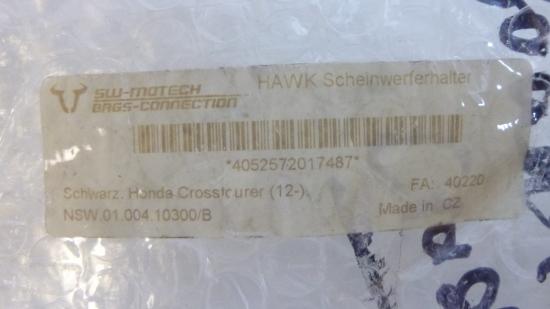 SW-MOTECH
BAGS-CONNECTION
HAWK Scheinwerferhalter
*4052572017487*
Schwarz. Honda Crosstourer (12-).
FA: 40220
NSW.01.004.10300/B
Made in CZ